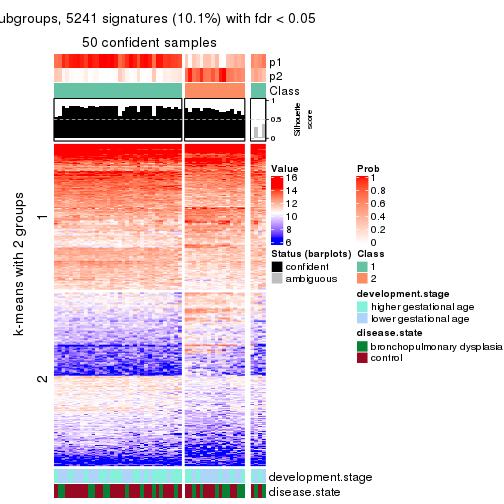 ubgroups, 5241 signatures (10.1%) with fdr < 0.05
50 confident samples
p1
p2
Class
1
0.5
0
Silhouette
score
k-means with 2 groups
1
2
Value
16
14
12
10
8
6
Prob
1
0.8
0.6
0.4
0.2
0
Status (barplots)
confident
ambiguous
Class
1
2
development.stage
higher gestational age
lower gestational age
disease.state
bronchopulmonary dysplasia
control
development.stage
disease.state